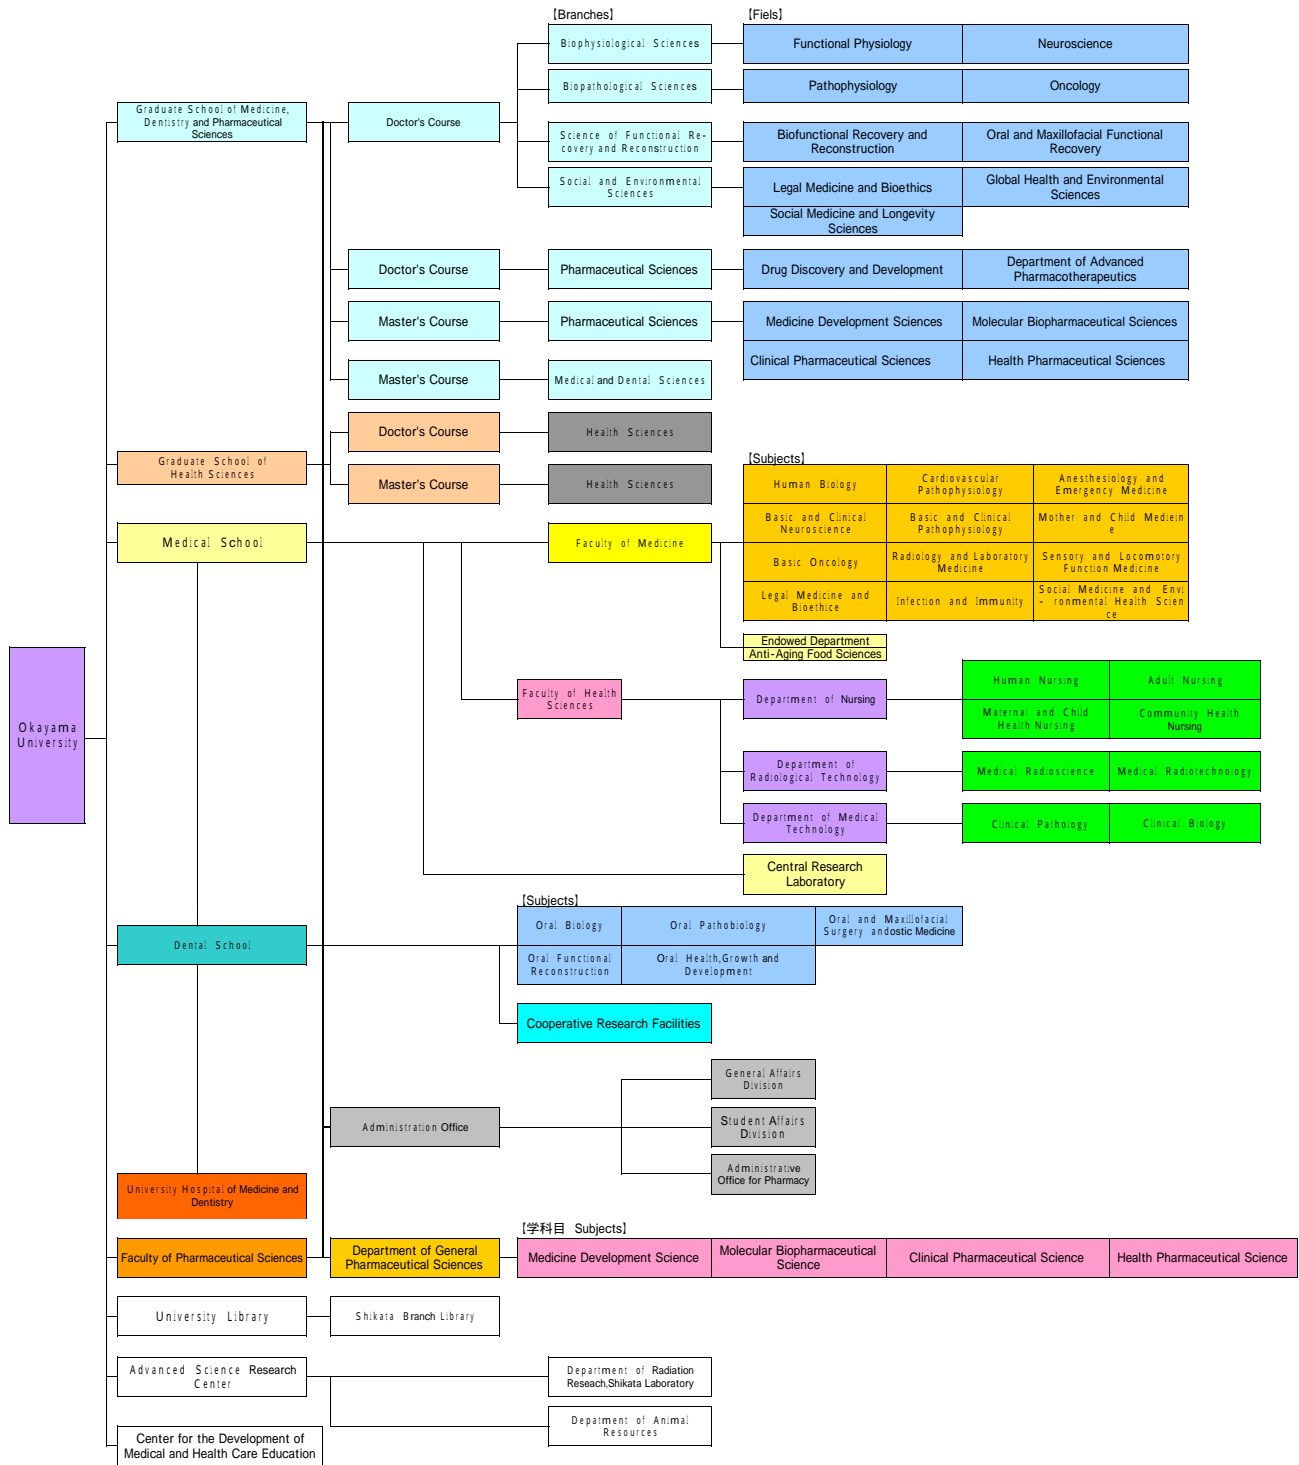 【Branches】
【Fiels】
Biophysiological Sciences
Functional Physiology
Neuroscience
Biopathological Sciences
Pathophysiology
Oncology
Graduate School of Medicine,
Dentistry and Pharmaceutical
Sciences
Doctor's Course
Science of Functional Re-
covery and Reconstruction
Biofunctional Recovery and
Reconstruction
Oral and Maxillofacial Functional
Recovery
Social and Environmental
Sciences
Legal Medicine and Bioethics
Global Health and Environmental
Sciences
Social Medicine and Longevity
Sciences
Doctor's Course
Pharmaceutical Sciences
Drug Discovery and Development
Department of Advanced
Pharmacotherapeutics
Master's Course
Pharmaceutical Sciences
Medicine Development Sciences
Molecular Biopharmaceutical Sciences
Clinical Pharmaceutical Sciences
Health Pharmaceutical Sciences
Master's Course
Medical and Dental Sciences
Doctor's Course
Health Sciences
Graduate School of
Health Sciences
Master's Course
Health Sciences
【Subjects】
Human Biology
Cardiovascular
Pathophysiology
Anesthesiology and
Emergency Medicine
Basic and Clinical
Neuroscience
Basic and Clinical
Pathophysiology
Mother and Child Mediein
e
Medical School
Faculty of Medicine
Basic Oncology
Radiology and Laboratory
Medicine
Sensory and Locomotory
Function Medicine
Legal Medicine and
Bioethice
Infection and Immunity
Social Medicine and Envi
- ronmental Health Scien
ce
Endowed Department
Anti-Aging Food Sciences
Okayama
University
Faculty of Health
Sciences
Department of Nursing
Human Nursing
Adult Nursing
Maternal and Child
Health Nursing
Community Health
Nursing
Department of
Radiological Technology
Medical Radioscience
Medical Radiotechnology
Department of Medical
Technology
Clinical Pathology
Clinical Biology
Central Research
Laboratory
【Subjects】
Dental School
Oral Biology
Oral Pathobiology
Oral and Maxillofacial
Surgery andostic Medicine
Oral Functional
Reconstruction
Oral Health,Growth and
Development
Cooperative Research Facilities
General Affairs
Division
Administration Office
Student Affairs
Division
Administrative
Office for Pharmacy
University Hospital of Medicine and
Dentistry
【学科目 Subjects】
Faculty of Pharmaceutical Sciences
Department of General
Pharmaceutical Sciences
Medicine Development Science
Molecular Biopharmaceutical
Science
Clinical Pharmaceutical Science
Health Pharmaceutical Science
University Library
Shikata Branch Library
Advanced Science Research
Center
Department of Radiation
Reseach,Shikata Laboratory
Depatment of Animal
Resources
Center for the Development of
Medical and Health Care Education